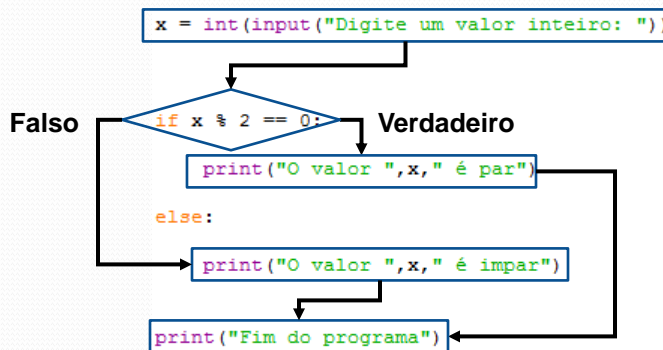 x = int(input("Digite um valor inteiro: "))
Falso if x % 2 == 0: Verdadeiro
print("O valor ",x," é par")
else:
print("O valor ",x," é impar")
print("Fim do programa")